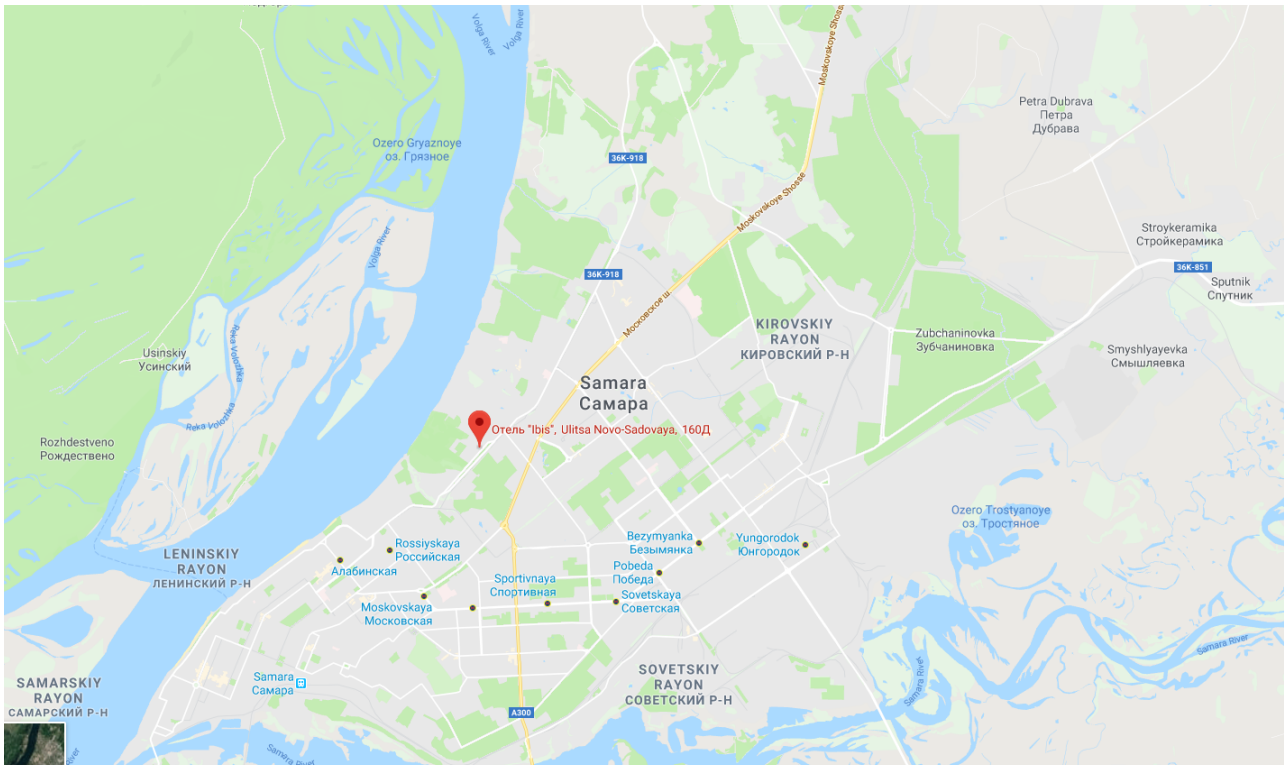 Volga River
Volga River
Moskovskoye Shosse
Petra Dubrava
Петра
Дубрава
Ozero Gryaznoye
оз. Грязное
36K-918
Moskovskoye Shosse
Volga River
Stroykeramika
Стройкерамика
36K-851
36K-918
Sputnik
Спутник
Московское ш.
KIROVSKIY
RAYON
КИРОВСКИЙ Р-Н
Zubchaninovka
Зубчаниновка
Reka Volozhka
Usinskiy
Усинский
Smyshlyayevka
Смышляевка
Samara
Самара
Reka Volozhka
Отель "Ibis", Ulitsa Novo-Sadovaya, 160Д
Rozhdestveno
Рождествено
Ozero Trostyanoye
оз. Тростяное
Bezymyanka
Безымянка
Yungorodok
Юнгородок
Rossiyskaya
Российская
LENINSKIY
RAYON
ЛЕНИНСКИЙ Р-Н
Алабинская
Pobeda
Победа
Sportivnaya
Спортивная
Sovetskaya
Советская
Moskovskaya
Московская
Samara River
Samara River
SOVETSKIY
RAYON
СОВЕТСКИЙ Р-Н
Samara
Самара
SAMARSKIY
RAYON
САМАРСКИЙ Р-Н
A300
Samara River
River